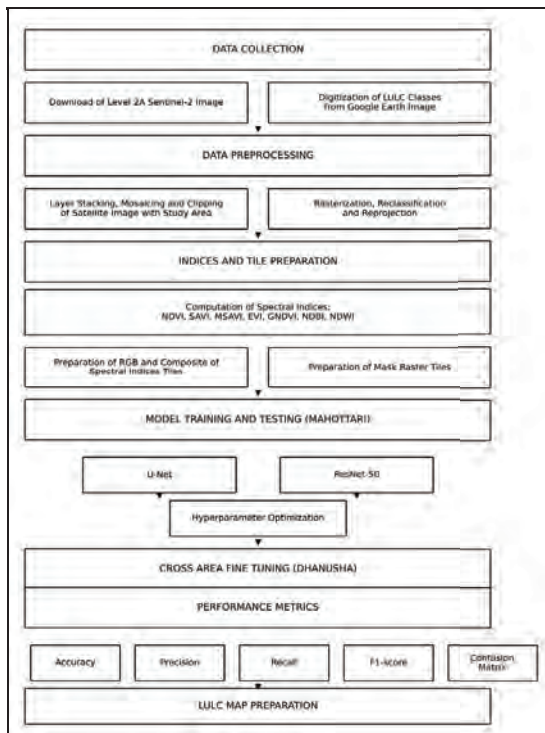 DATA COLLECTION
Download of Level 2A Sentinel-2 Image
Digitization of LULC Classes
from Google Earth Image
DATA PREPROCESSING
Layer Stacking, Mosaicing and Clipping
of Satellite Image with Study Area
Rasterization, Reclassification
and Reprojection
INDICES AND TILE PREPARATION
Computation of Spectral Indices:
NDVI, SAVI, MSAVI, EVI, GNDVI, NDBI, NDWI
Preparation of RGB and Composite of
Spectral Indices Tiles
Preparation of Mask Raster Tiles
MODEL TRAINING AND TESTING (MAHOTTARI)
U-Net
ResNet-50
Hyperparameter Optimization
CROSS AREA FINE TUNING (DHANUSHA)
PERFORMANCE METRICS
Accuracy
Precision
Recall
F1-score
Confusion
Matrix
LULC MAP PREPARATION